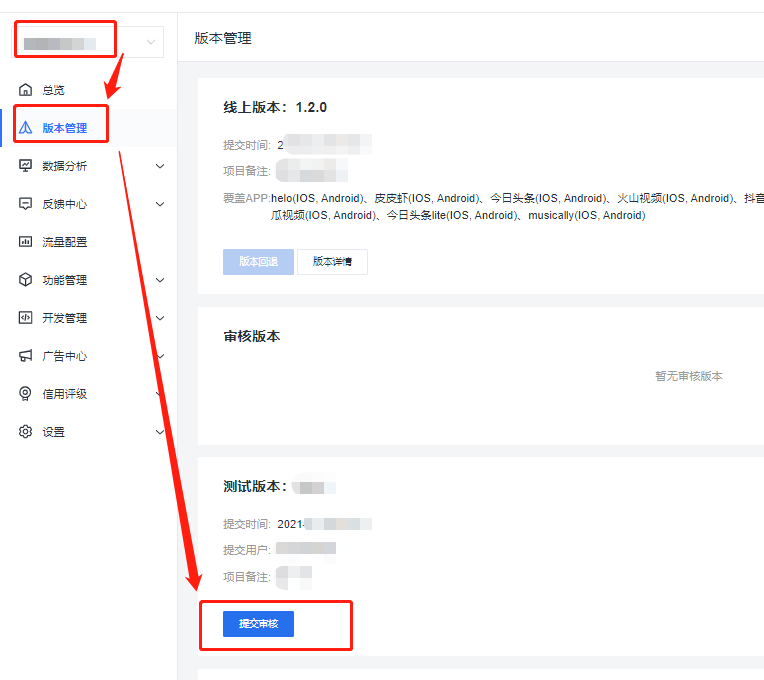 版本管理
总览
版本管理
数据分析
反馈中心
流量配置
功能管理
开发管理
广告中心
信用评级
设置
线上版本：1.2.0
提交时间: 2
项目备注:
覆盖APP:helo(IOS, Android)、皮皮虾(IOS, Android)、今日头条(IOS, Android)、火山视频(IOS, Android)、抖音
瓜视频(IOS, Android)、今日头条lite(IOS, Android)、musically(IOS, Android)
版本回退 版本详情
审核版本
暂无审核版本
测试版本：
提交时间: 2021-
提交用户:
项目备注:
提交审核